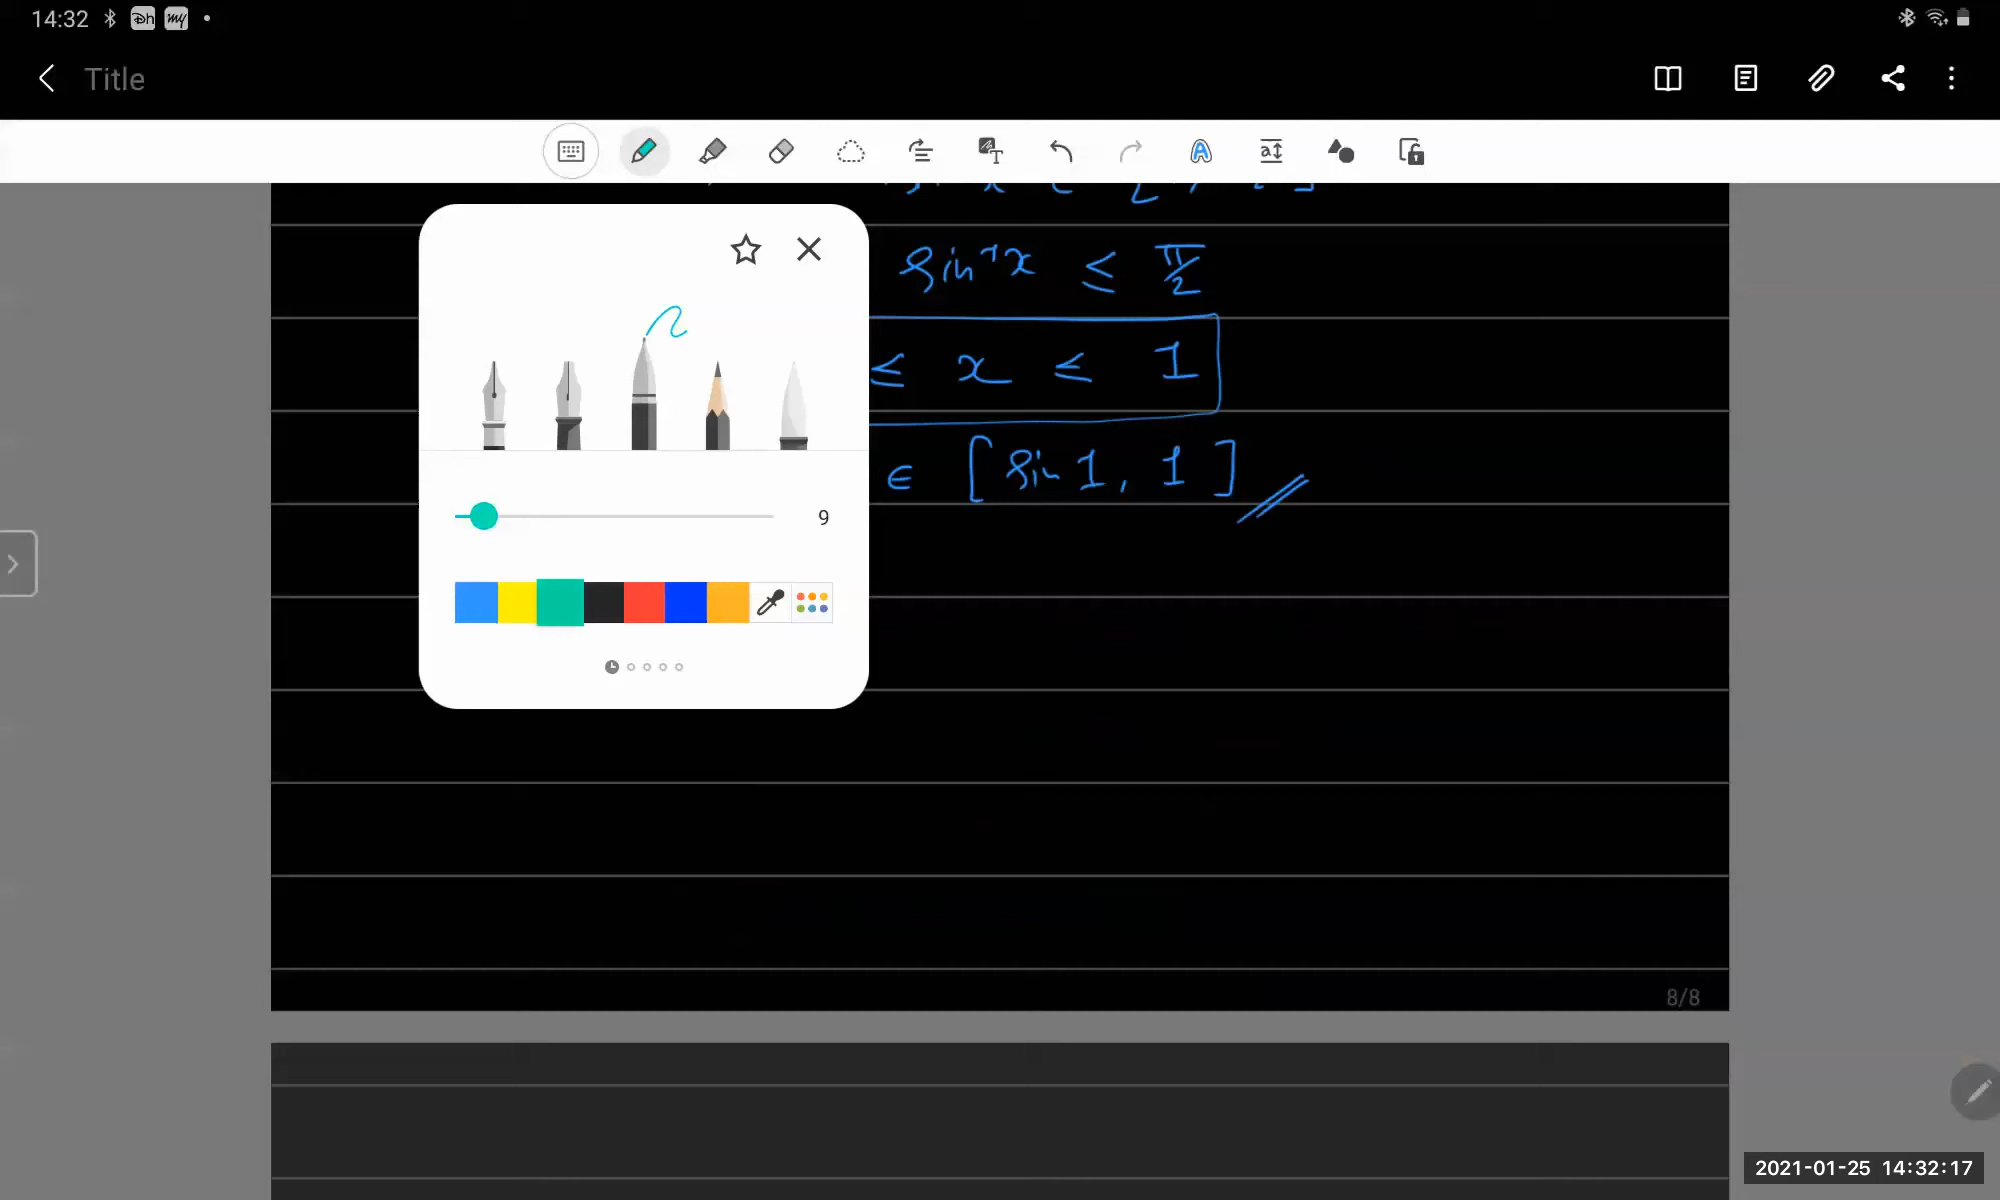 14:32
Title
sin⁻¹x ≤ π/2
≤ x ≤ 1
∈ [sin 1, 1]
9
8/8
2021-01-25 14:32:17